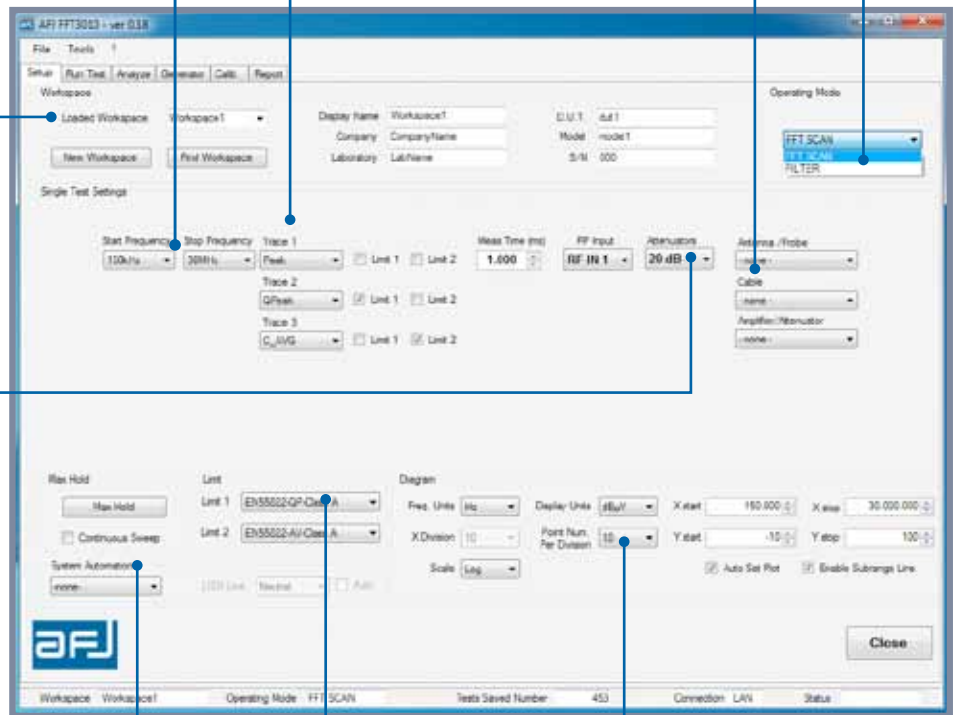 AFJ FFT3013 - ver 0.18
File Tools ?
Setup Run Test Analyze Generator Calib. Report
Workspace
Operating Mode
Loaded Workspace Workspace1
Display Name Workspace1
E.U.T. dut1
Company CompanyName
Model model1
New Workspace Find Workspace
Laboratory LabName
S/N 000
FFT SCAN
FFT SCAN
FILTER
Single Test Settings
Start Frequency Stop Frequency Trace 1 Meas Time (ms) RF Input Attenuators Antenna /Probe
150kHz 30MHz Peak Limit 1 Limit 2 1.000 RF IN 1 20 dB - none -
Trace 2 Cable
QPeak Limit 1 Limit 2 - none -
Trace 3 Amplifier/Attenuator
C_AVG Limit 1 Limit 2 - none -
Max Hold Limit Diagram
Max Hold Limit 1 EN55022-QP-Class A Freq. Units Hz Display Units dBµV X start 150.000 X stop 30.000.000
Continuous Sweep Limit 2 EN55022-AV-Class A X Division 10 Point Num. Per Division 10 Y start -10 Y stop 100
System Automation Scale Log Auto Set Plot Enable Subrange Line
-none- Line Neutral Auto
afj
Close
Workspace Workspace1 Operating Mode FFT SCAN Tests Saved Number 453 Connection LAN Status